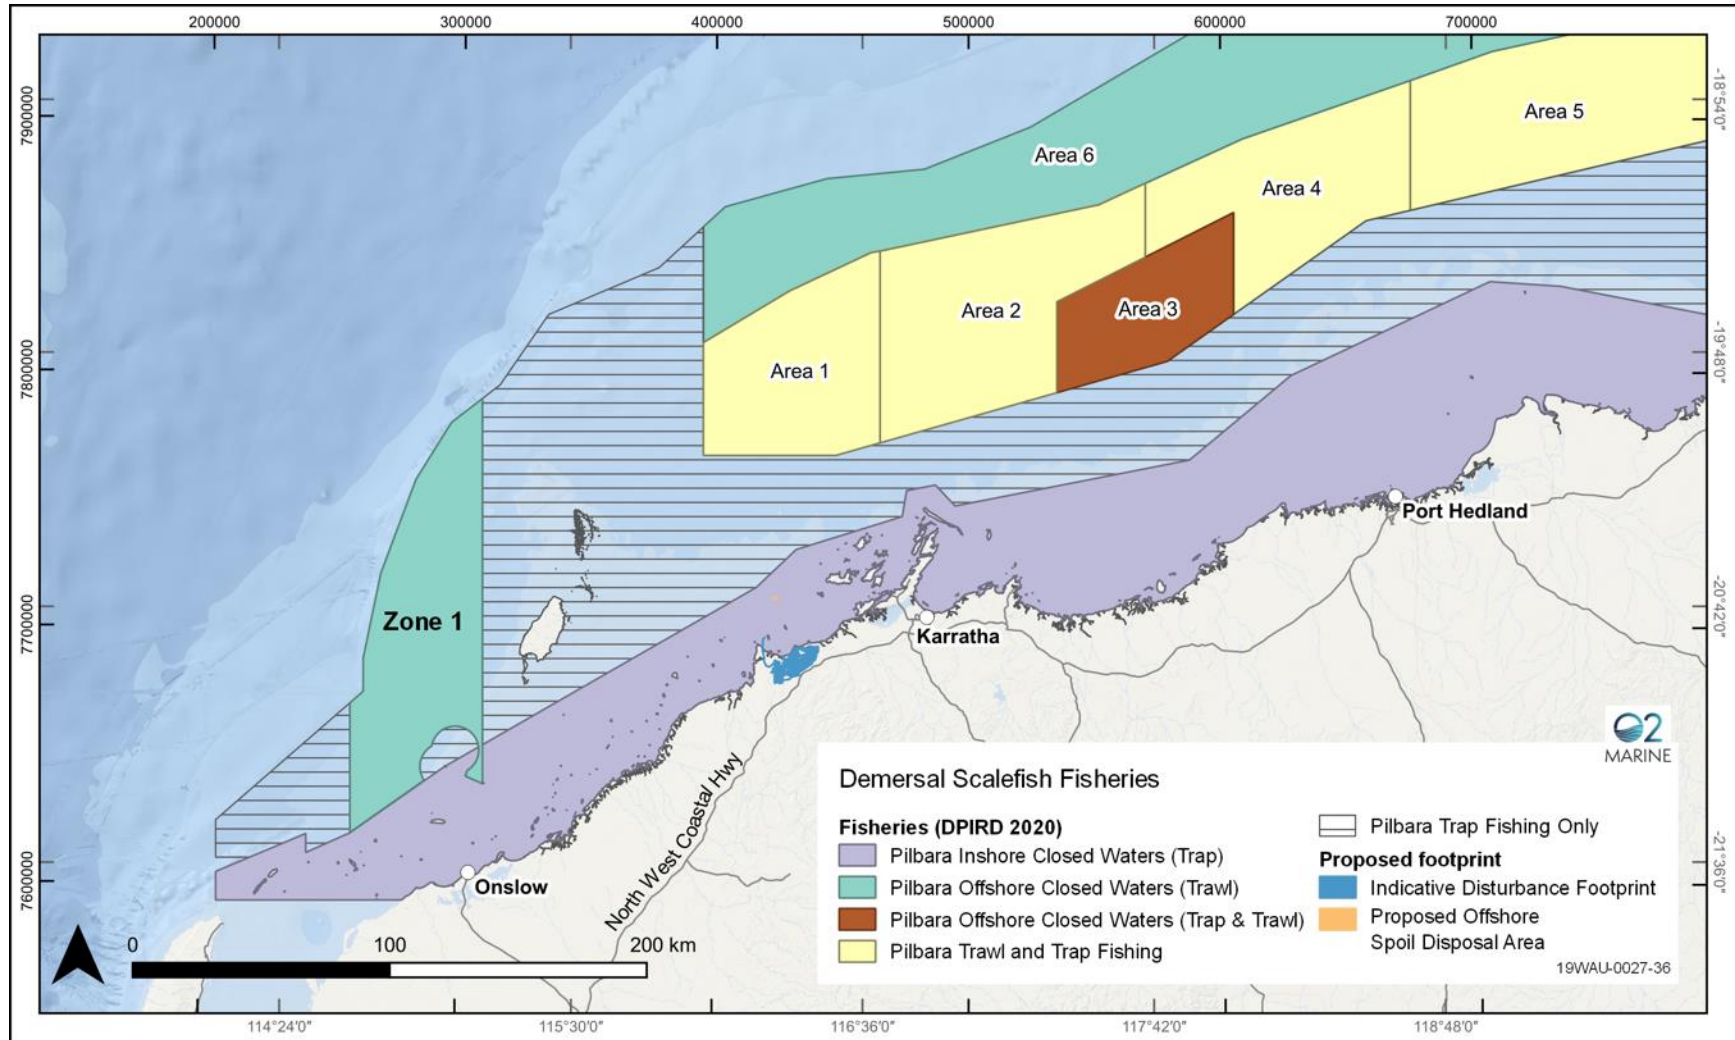 200000 300000 400000 500000 600000 700000
7900000
7800000
7700000
7600000
-18°54'0"
-19°48'0"
-20°42'0"
-21°36'0"
Area 5
Area 6
Area 4
Area 2
Area 3
Area 1
Port Hedland
Zone 1
Karratha
Onslow
North West Coastal Hwy
O2
MARINE
Demersal Scalefish Fisheries
Fisheries (DPIRD 2020)
Pilbara Inshore Closed Waters (Trap)
Pilbara Offshore Closed Waters (Trawl)
Pilbara Offshore Closed Waters (Trap & Trawl)
Pilbara Trawl and Trap Fishing
Pilbara Trap Fishing Only
Proposed footprint
Indicative Disturbance Footprint
Proposed Offshore
Spoil Disposal Area
19WAU-0027-36
0 100 200 km
114°24'0" 115°30'0" 116°36'0" 117°42'0" 118°48'0"